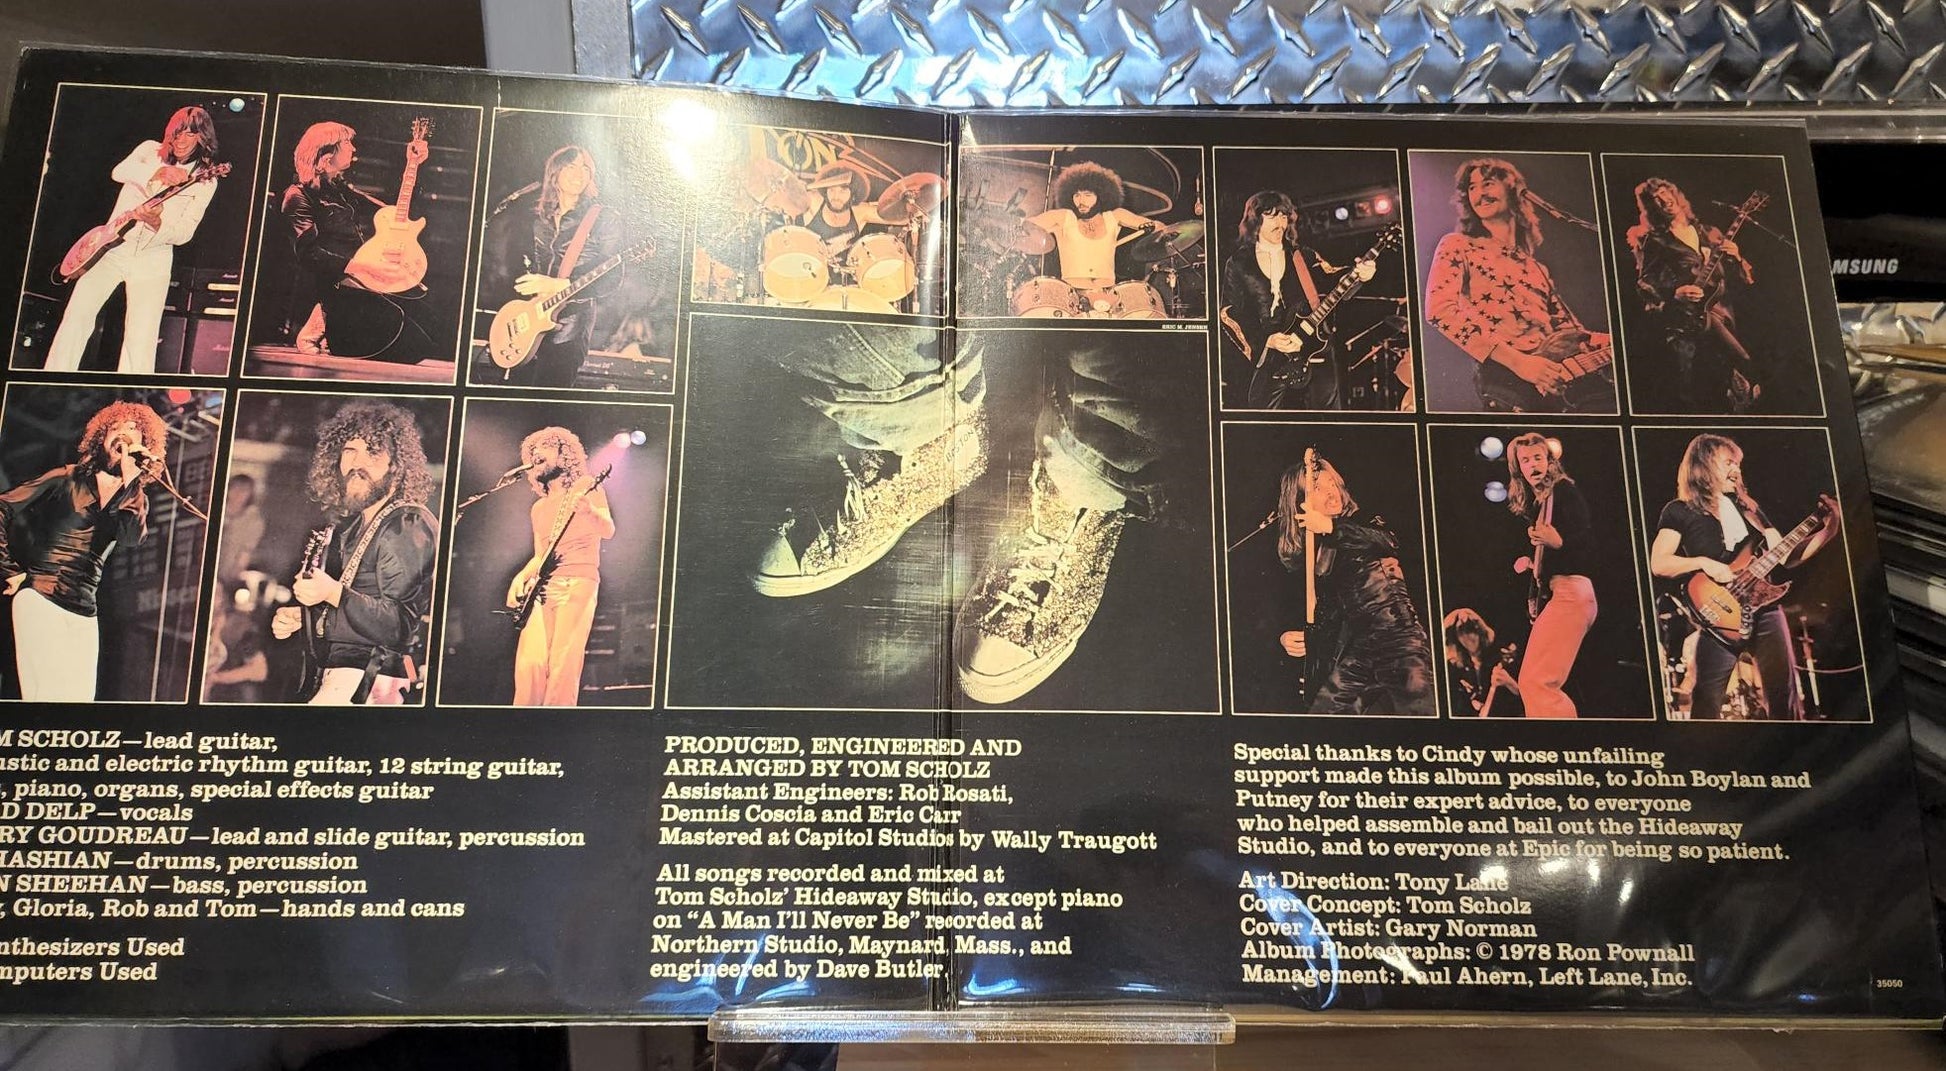 MSUNG
ERIC M. JENSEN
M SCHOLZ—lead guitar,
ustic and electric rhythm guitar, 12 string guitar,
, piano, organs, special effects guitar
D DELP—vocals
RY GOUDREAU—lead and slide guitar, percussion
HASHIAN—drums, percussion
N SHEEHAN—bass, percussion
, Gloria, Rob and Tom—hands and cans
nthesizers Used
mputers Used
PRODUCED, ENGINEERED AND
ARRANGED BY TOM SCHOLZ
Assistant Engineers: Rob Rosati,
Dennis Coscia and Eric Carr
Mastered at Capitol Studios by Wally Traugott
All songs recorded and mixed at
Tom Scholz' Hideaway Studio, except piano
on “A Man I'll Never Be” recorded at
Northern Studio, Maynard, Mass., and
engineered by Dave Butler.
Special thanks to Cindy whose unfailing
support made this album possible, to John Boylan and
Putney for their expert advice, to everyone
who helped assemble and bail out the Hideaway
Studio, and to everyone at Epic for being so patient.
Art Direction: Tony Lane
Cover Concept: Tom Scholz
Cover Artist: Gary Norman
Album Photographs: © 1978 Ron Pownall
Management: Paul Ahern, Left Lane, Inc.
35050